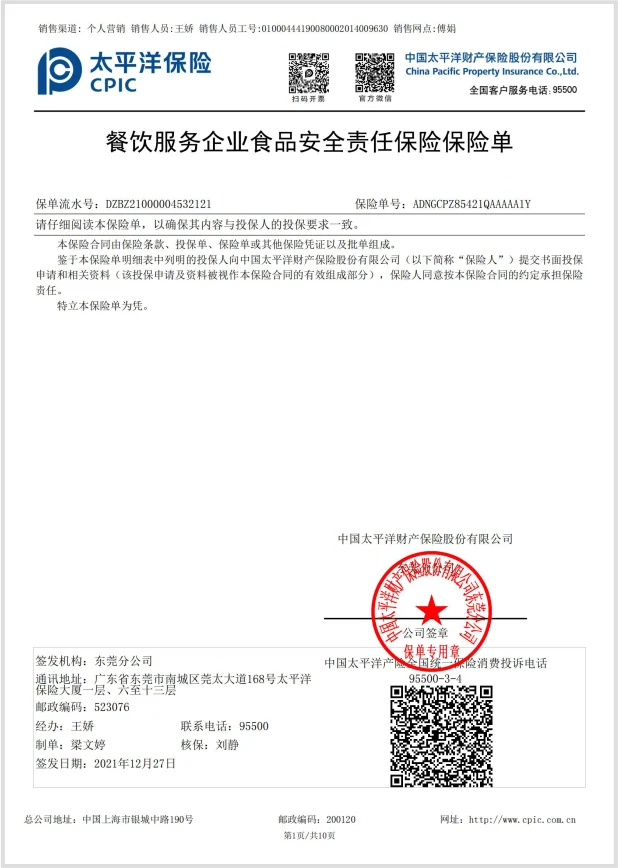 销售渠道: 个人营销 销售人员:王娇 销售人员工号:01000444190080002014009630 销售网点:傅娟
太平洋保险
CPIC
扫码开票
官方微信
中国太平洋财产保险股份有限公司
China Pacific Property Insurance Co.,Ltd.
全国客户服务电话:95500
餐饮服务企业食品安全责任保险保险单
保单流水号: DZBZ21000004532121
保险单号: ADNGCPZ85421QAAAAA1Y
请仔细阅读本保险单，以确保其内容与投保人的投保要求一致。
本保险合同由保险条款、投保单、保险单或其他保险凭证以及批单组成。
鉴于本保险单明细表中列明的投保人向中国太平洋财产保险股份有限公司（以下简称“保险人”）提交书面投保
申请和相关资料（该投保申请及资料被视作本保险合同的有效组成部分），保险人同意按本保险合同的约定承担保险
责任。
特立本保险单为凭。
中国太平洋财产保险股份有限公司
公司签章
保单专用章
签发机构: 东莞分公司
通讯地址: 广东省东莞市南城区莞太大道168号太平洋
保险大厦一层、六至十三层
邮政编码: 523076
经办: 王娇 联系电话: 95500
制单: 梁文婷 核保: 刘静
签发日期: 2021年12月27日
中国太平洋产险全国统一保险消费投诉电话
95500-3-4
总公司地址: 中国上海市银城中路190号 邮政编码: 200120 网址: http://www.cpic.com.cn
第1页/共10页